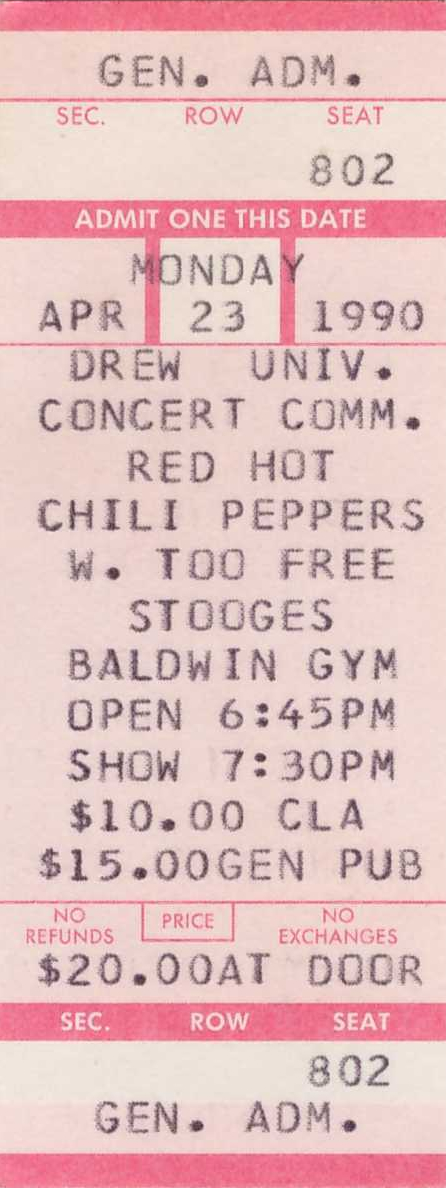 GEN. ADM.
SEC. ROW SEAT
802
ADMIT ONE THIS DATE
MONDAY
APR 23 1990
DREW UNIV.
CONCERT COMM.
RED HOT
CHILI PEPPERS
W. TOO FREE
STOOGES
BALDWIN GYM
OPEN 6:45PM
SHOW 7:30PM
$10.00 CLA
$15.00GEN PUB
NO REFUNDS PRICE NO EXCHANGES
$20.00AT DOOR
SEC. ROW SEAT
802
GEN. ADM.